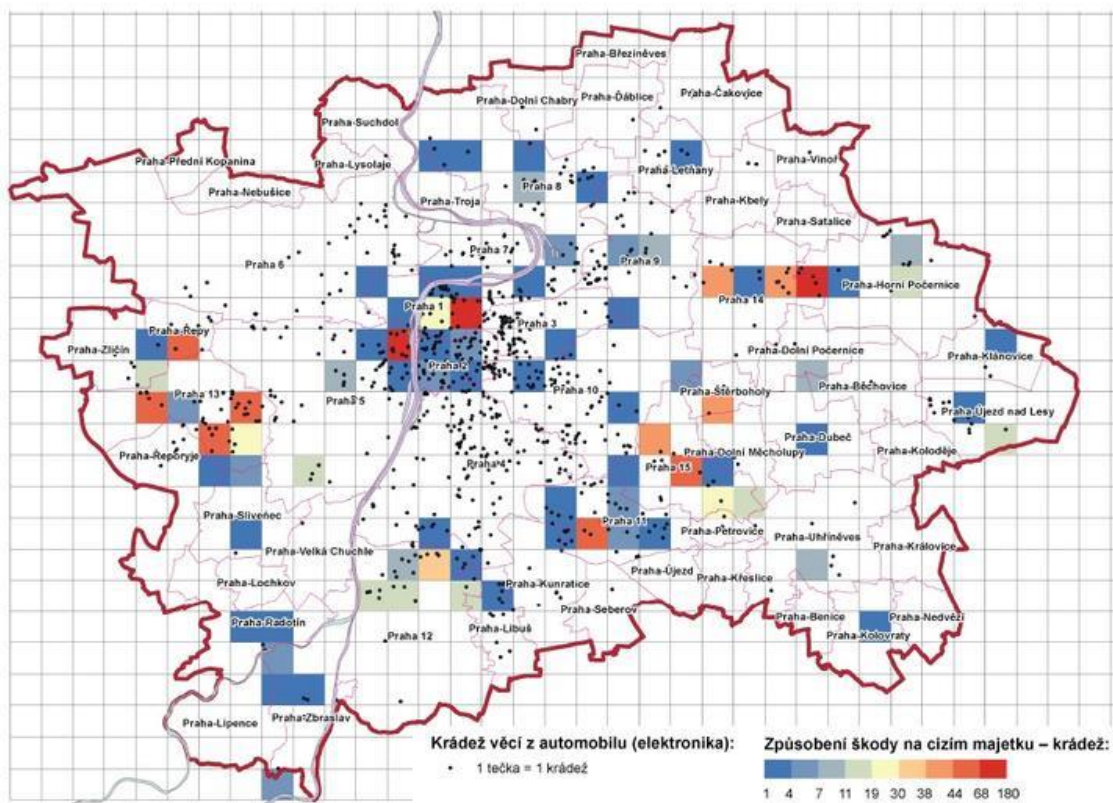 Praha-Březiněves
Praha-Čakovice
Praha-Dolní Chabry
Praha-Ďáblice
Praha-Suchdol
Praha-Přední Kopanina
Praha-Lysolaje
Praha-Vinoř
Praha-Letňany
Praha-Nebušice
Praha 8
Praha-Troja
Praha-Kbely
Praha-Satalice
Praha 7
Praha 6
Praha 9
Praha-Horní Počernice
Praha 14
Praha 1
Praha 3
Praha-Řepy
Praha-Zličín
Praha-Dolní Počernice
Praha-Klánovice
Praha 2
Praha 13
Praha 5
Praha 10
Praha-Štěrboholy
Praha-Běchovice
Praha-Újezd nad Lesy
Praha-Dubeč
Praha-Řeporyje
Praha-Dolní Měcholupy
Praha-Koloděje
Praha 4
Praha 15
Praha-Slivenec
Praha 11
Praha-Petrovice
Praha-Uhříněves
Praha-Velká Chuchle
Praha-Královice
Praha-Lochkov
Praha-Kunratice
Praha-Újezd
Praha-Křeslice
Praha-Šeberov
Praha-Radotín
Praha-Benice
Praha-Nedvězí
Praha 12
Praha-Libuš
Praha-Kolovraty
Praha-Lipence
Praha-Zbraslav
Krádež věcí z automobilu (elektronika):
1 tečka = 1 krádež
Způsobení škody na cizím majetku – krádež:
1 4 7 11 19 30 38 44 68 180